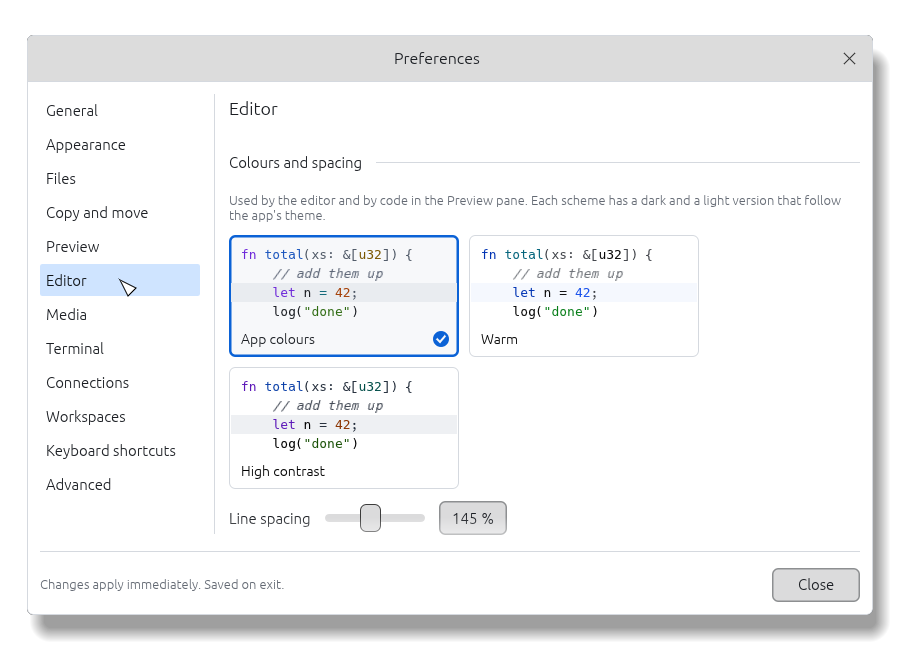 Preferences
General
Appearance
Files
Copy and move
Preview
Editor
Media
Terminal
Connections
Workspaces
Keyboard shortcuts
Advanced
Editor
Colours and spacing
Used by the editor and by code in the Preview pane. Each scheme has a dark and a light version that follow
the app's theme.
fn total(xs: &[u32]) {
// add them up
let n = 42;
log("done")
App colours
fn total(xs: &[u32]) {
// add them up
let n = 42;
log("done")
Warm
fn total(xs: &[u32]) {
// add them up
let n = 42;
log("done")
High contrast
Line spacing
145 %
Changes apply immediately. Saved on exit.
Close